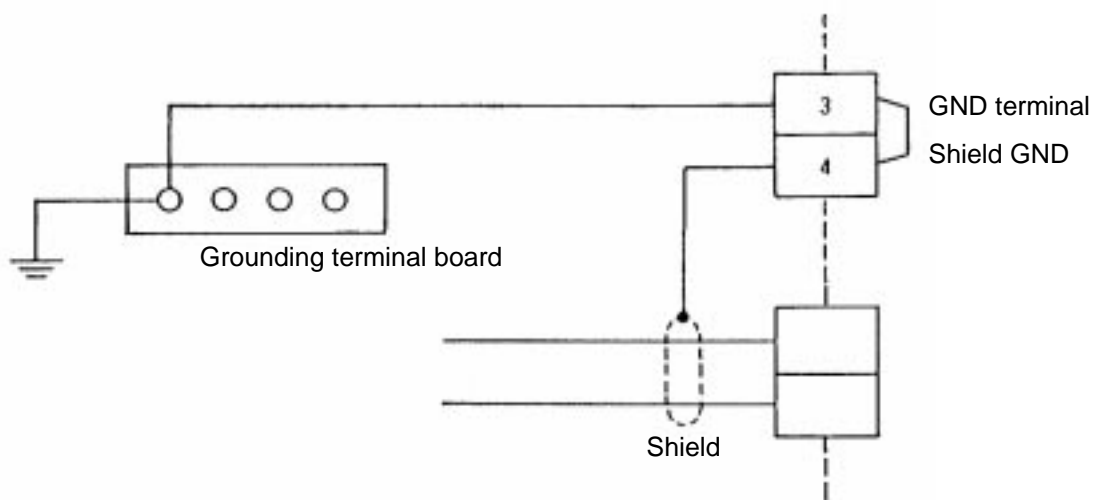 3
GND terminal
4
Shield GND
Grounding terminal board
Shield